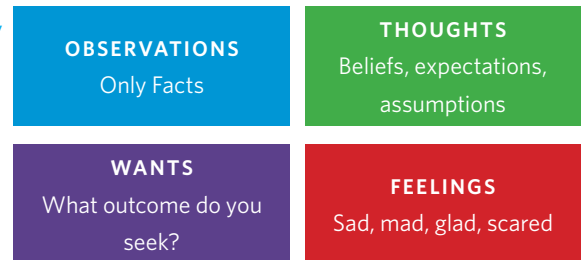 OBSERVATIONS
Only Facts
THOUGHTS
Beliefs, expectations,
assumptions
WANTS
What outcome do you
seek?
FEELINGS
Sad, mad, glad, scared